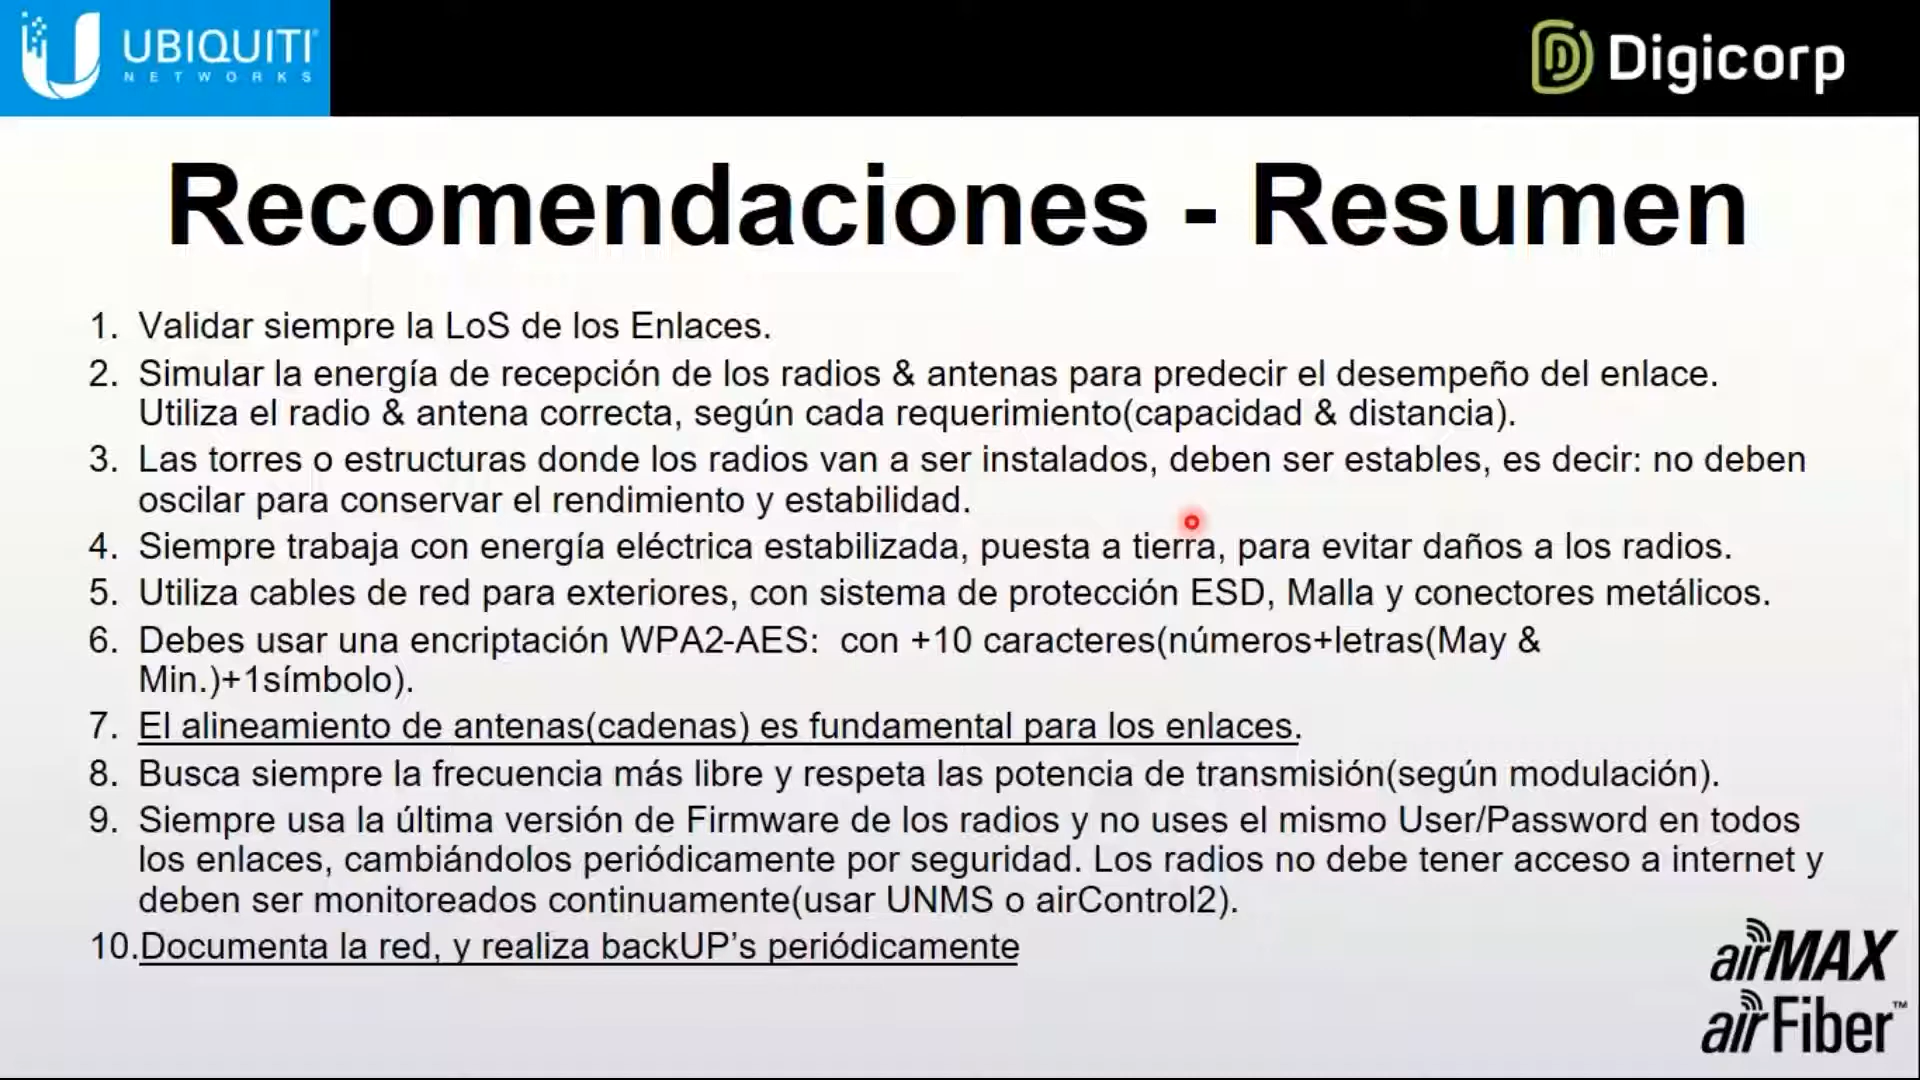 UBIQUITI
NETWORKS
Digicorp
Recomendaciones - Resumen
1. Validar siempre la LoS de los Enlaces.
2. Simular la energía de recepción de los radios & antenas para predecir el desempeño del enlace.
Utiliza el radio & antena correcta, según cada requerimiento(capacidad & distancia).
3. Las torres o estructuras donde los radios van a ser instalados, deben ser estables, es decir: no deben
oscilar para conservar el rendimiento y estabilidad.
4. Siempre trabaja con energía eléctrica estabilizada, puesta a tierra, para evitar daños a los radios.
5. Utiliza cables de red para exteriores, con sistema de protección ESD, Malla y conectores metálicos.
6. Debes usar una encriptación WPA2-AES: con +10 caracteres(números+letras(May &
Min.)+1símbolo).
7. El alineamiento de antenas(cadenas) es fundamental para los enlaces.
8. Busca siempre la frecuencia más libre y respeta las potencia de transmisión(según modulación).
9. Siempre usa la última versión de Firmware de los radios y no uses el mismo User/Password en todos
los enlaces, cambiándolos periódicamente por seguridad. Los radios no debe tener acceso a internet y
deben ser monitoreados continuamente(usar UNMS o airControl2).
10.Documenta la red, y realiza backUP’s periódicamente
airMAX
airFiber™